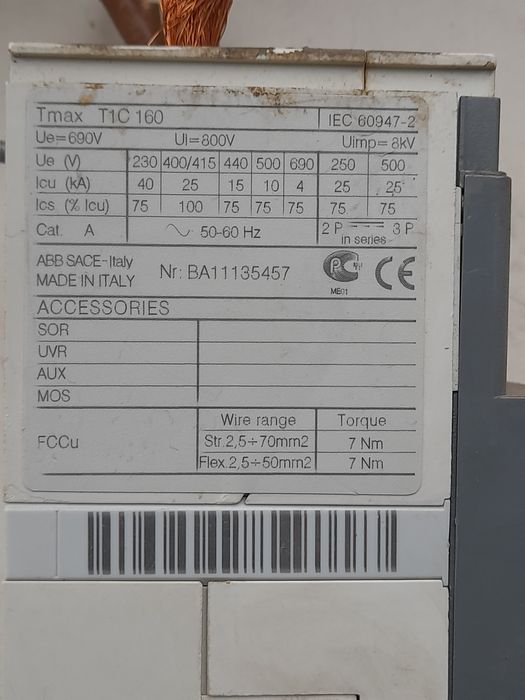 Tmax T1C 160 IEC 60947-2
Ue=690V Ui=800V Uimp=8kV
Ue (V) 230 400/415 440 500 690 250 500
Icu (kA) 40 25 15 10 4 25 25
Ics (% Icu) 75 100 75 75 75 75 75
Cat. A ~ 50-60 Hz 2 P 3 P
in series
ABB SACE-Italy
MADE IN ITALY Nr: BA11135457 CE
ME01
ACCESSORIES
SOR
UVR
AUX
MOS
Wire range Torque
FCCu Str.2,5÷70mm2 7 Nm
Flex.2,5÷50mm2 7 Nm